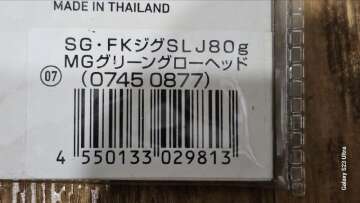 MADE IN THAILAND
SG・FKジグSLJ80g
MGグリーングローヘッド
07 (0745 0877)
4 550133 029813
Galaxy S23 Ultra